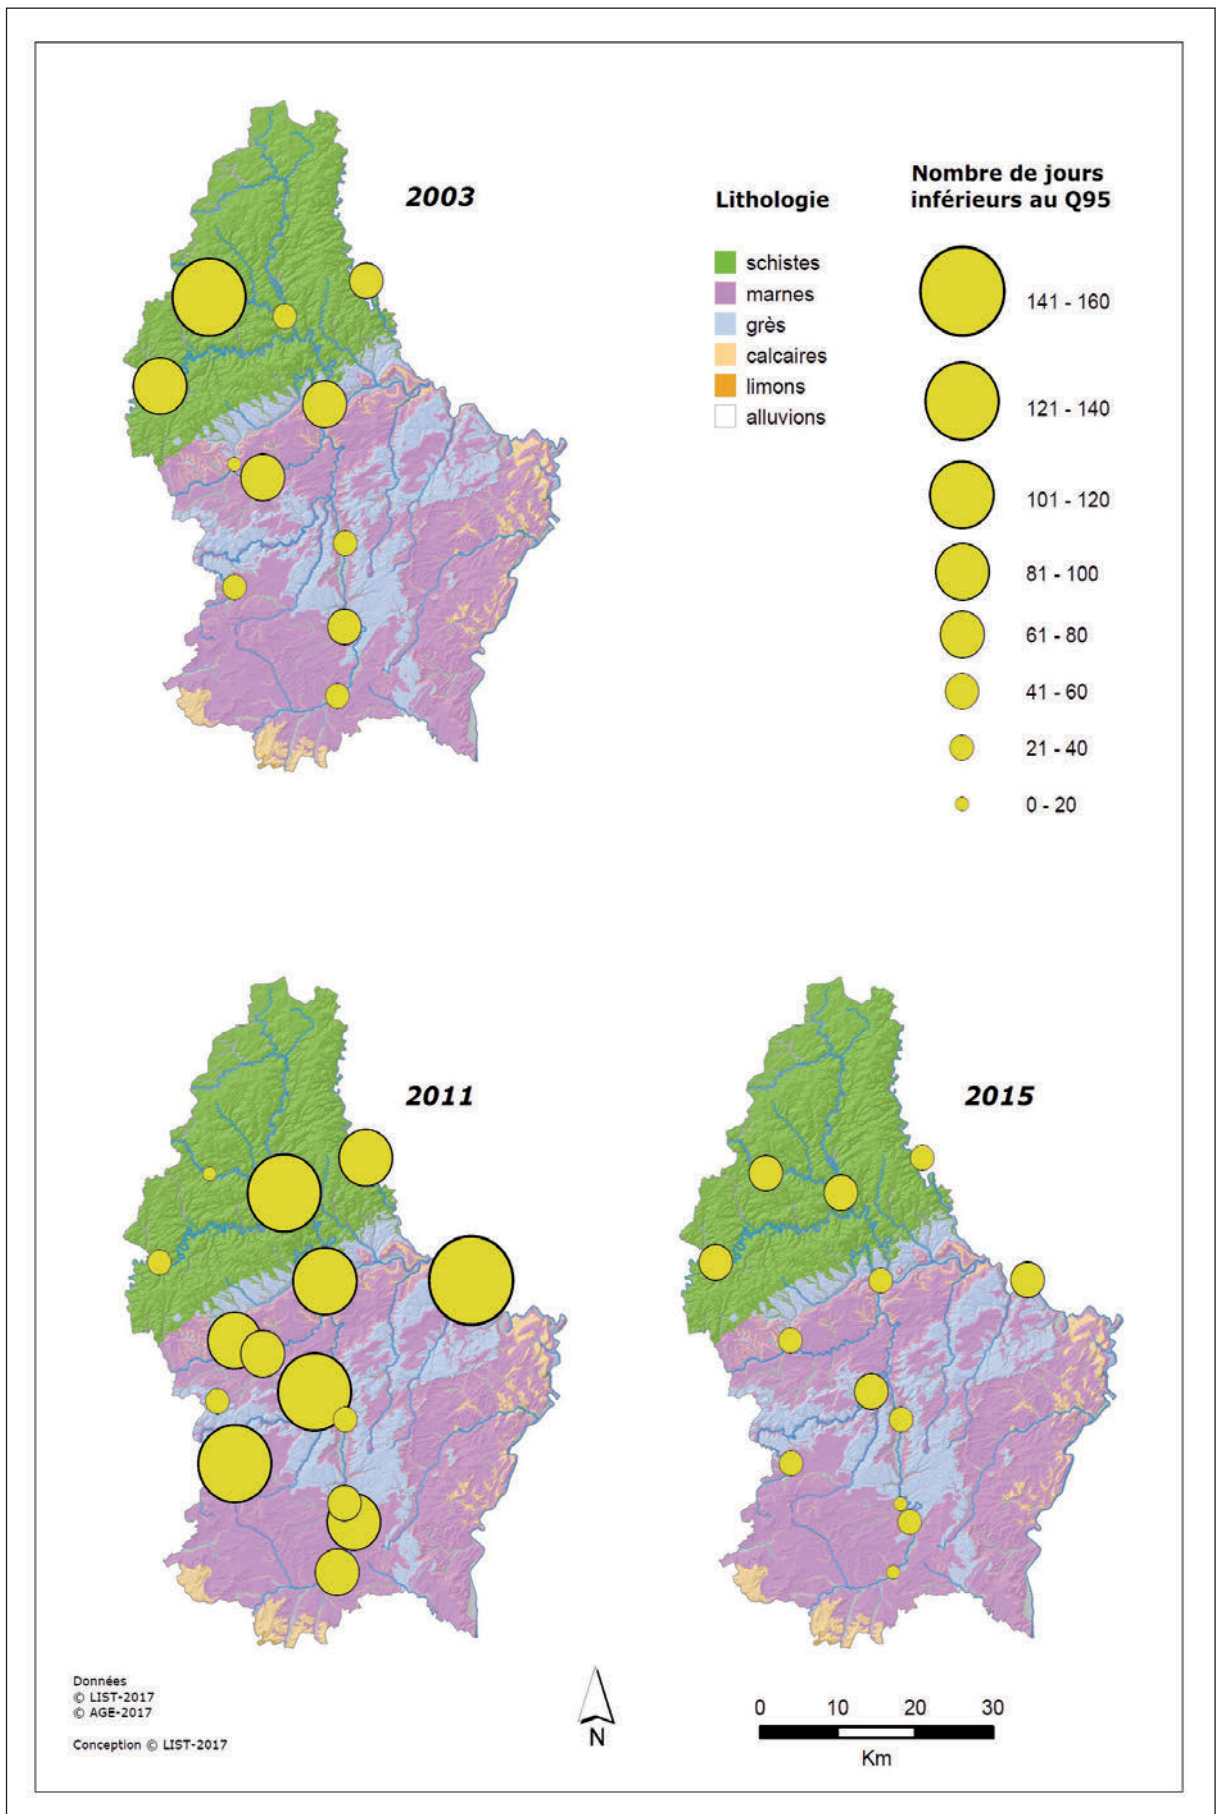 2003
Lithologie
schistes
marnes
grès
calcaires
limons
alluvions
Nombre de jours
inférieurs au Q95
141 - 160
121 - 140
101 - 120
81 - 100
61 - 80
41 - 60
21 - 40
0 - 20
2011
2015
Données
© LIST-2017
© AGE-2017
Conception © LIST-2017
N
0 10 20 30
Km